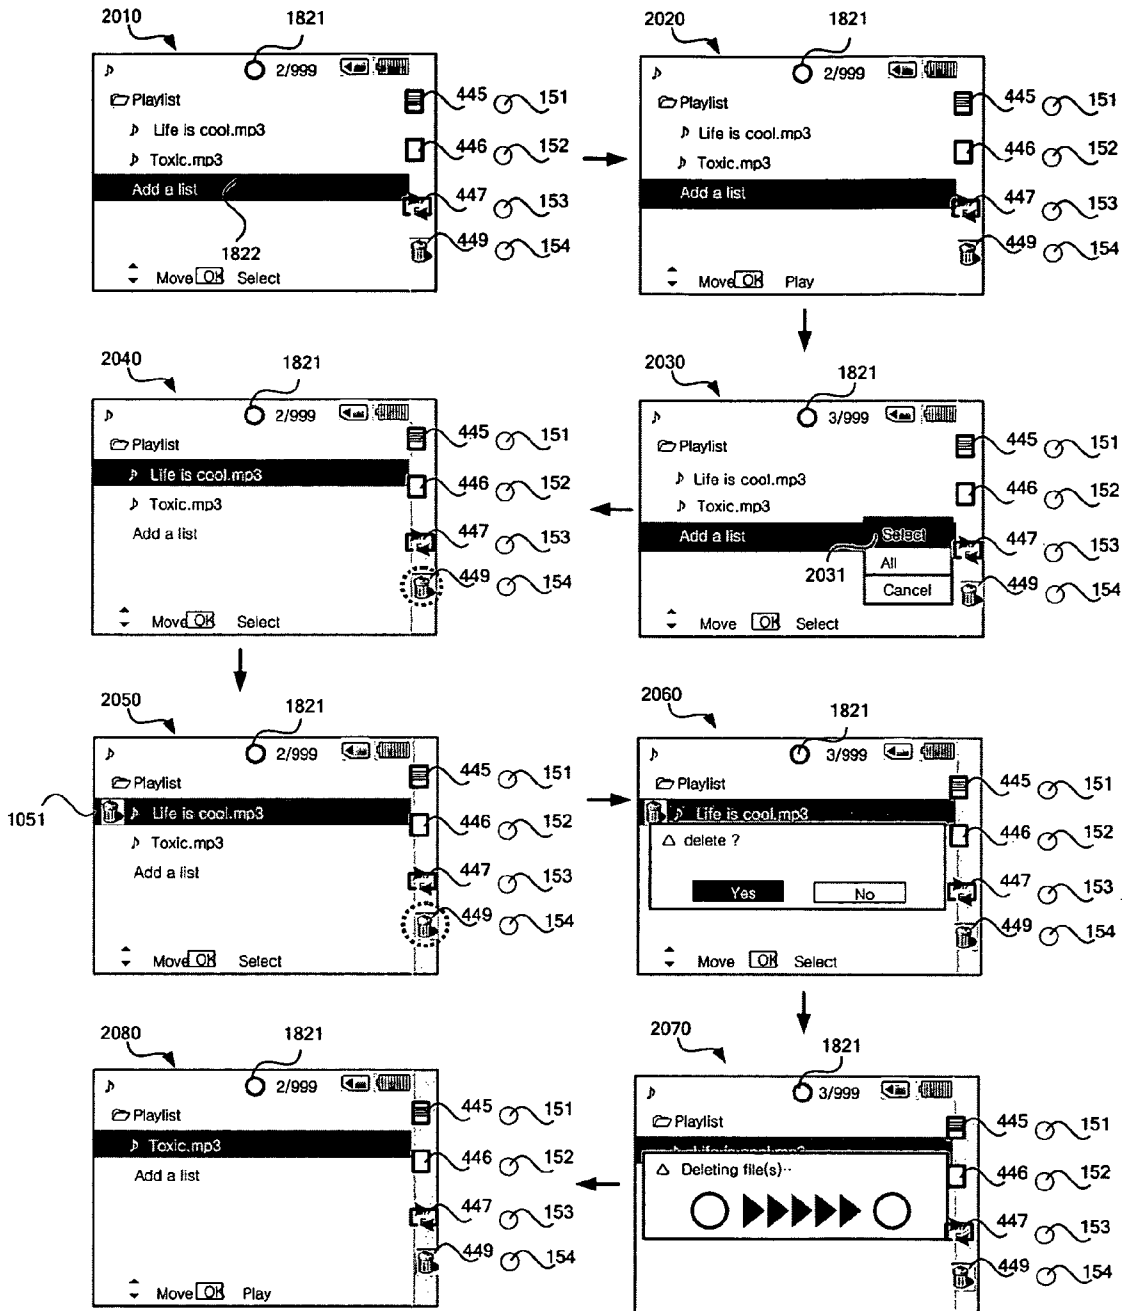 2010
1821
2/999
Playlist
Life is cool.mp3
Toxic.mp3
Add a list
1822
Move OK Select
445 151
446 152
447 153
449 154
2020
1821
2/999
Playlist
Life is cool.mp3
Toxic.mp3
Add a list
Move OK Play
445 151
446 152
447 153
449 154
2040
1821
2/999
Playlist
Life is cool.mp3
Toxic.mp3
Add a list
Move OK Select
445 151
446 152
447 153
449 154
2030
1821
3/999
Playlist
Life is cool.mp3
Toxic.mp3
Add a list
Select
All
Cancel
2031
Move OK Select
445 151
446 152
447 153
449 154
2050
1821
2/999
Playlist
1051
Life is cool.mp3
Toxic.mp3
Add a list
Move OK Select
445 151
446 152
447 153
449 154
2060
1821
3/999
Playlist
Life is cool.mp3
delete ?
Yes No
Move OK Select
445 151
446 152
447 153
449 154
2080
1821
2/999
Playlist
Toxic.mp3
Add a list
Move OK Play
445 151
446 152
447 153
449 154
2070
1821
3/999
Playlist
Deleting file(s)··
445 151
446 152
447 153
449 154